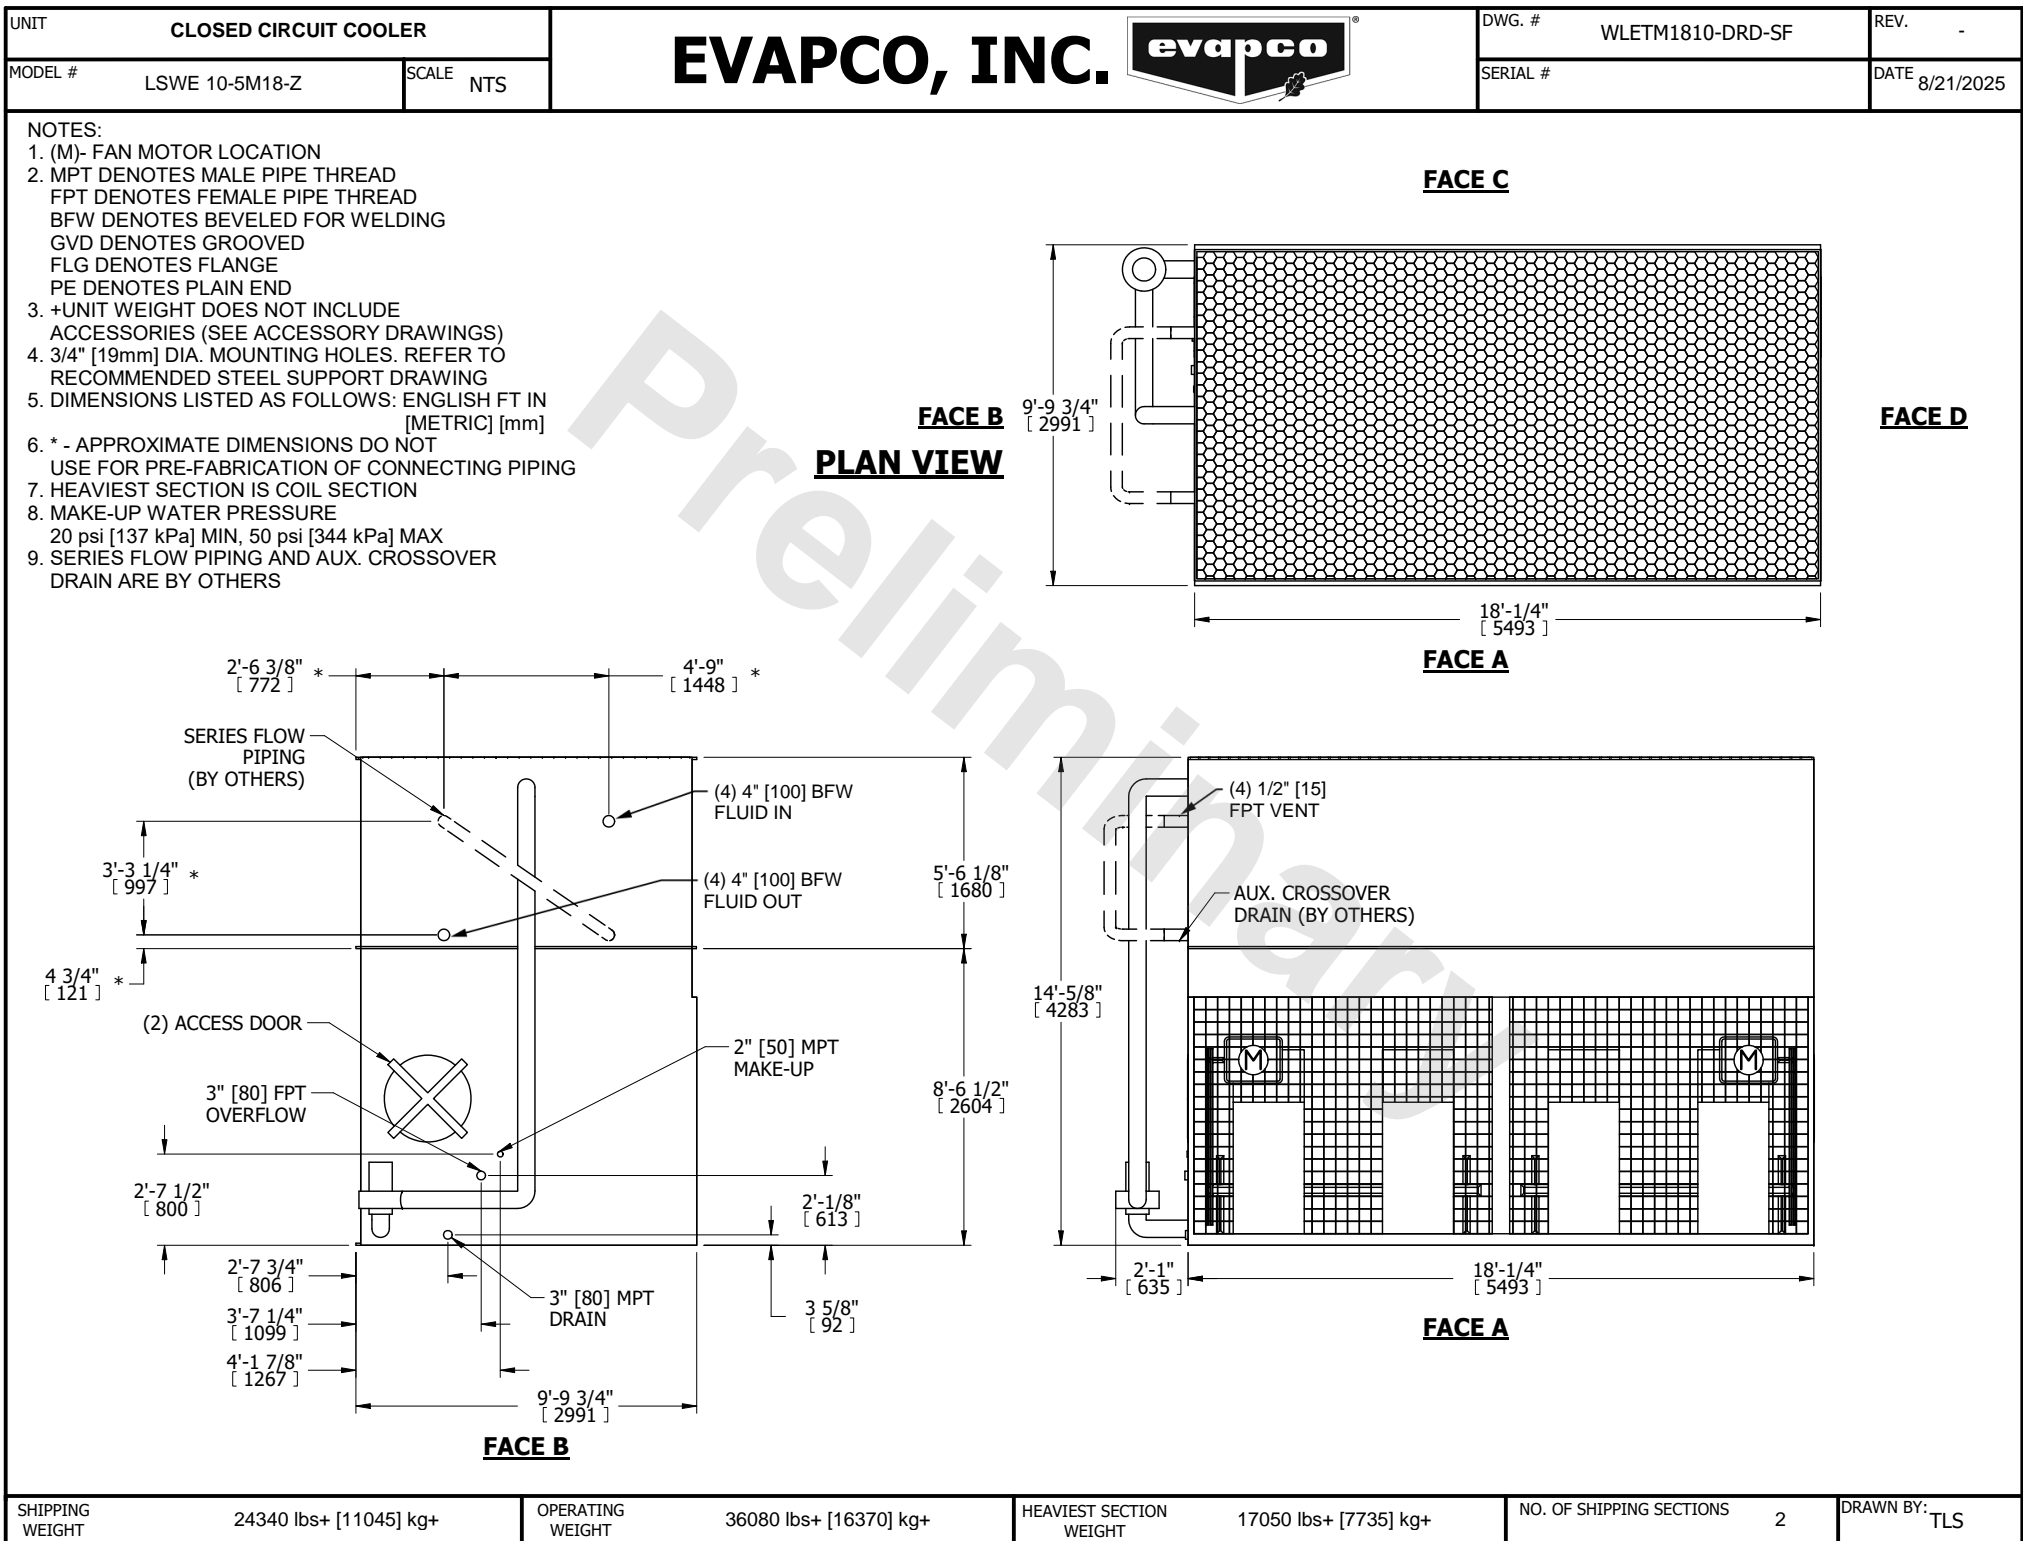 UNIT
CLOSED CIRCUIT COOLER
MODEL #
LSWE 10-5M18-Z
SCALE
NTS
EVAPCO, INC.
evapco
®
DWG. #
WLETM1810-DRD-SF
REV.
-
SERIAL #
DATE
8/21/2025
NOTES:
1. (M)- FAN MOTOR LOCATION
2. MPT DENOTES MALE PIPE THREAD
FPT DENOTES FEMALE PIPE THREAD
BFW DENOTES BEVELED FOR WELDING
GVD DENOTES GROOVED
FLG DENOTES FLANGE
PE DENOTES PLAIN END
3. +UNIT WEIGHT DOES NOT INCLUDE
ACCESSORIES (SEE ACCESSORY DRAWINGS)
4. 3/4" [19mm] DIA. MOUNTING HOLES. REFER TO
RECOMMENDED STEEL SUPPORT DRAWING
5. DIMENSIONS LISTED AS FOLLOWS: ENGLISH FT IN
[METRIC] [mm]
6. * - APPROXIMATE DIMENSIONS DO NOT
USE FOR PRE-FABRICATION OF CONNECTING PIPING
7. HEAVIEST SECTION IS COIL SECTION
8. MAKE-UP WATER PRESSURE
20 psi [137 kPa] MIN, 50 psi [344 kPa] MAX
9. SERIES FLOW PIPING AND AUX. CROSSOVER
DRAIN ARE BY OTHERS
Preliminary
FACE C
FACE B
PLAN VIEW
9'-9 3/4"
[ 2991 ]
FACE D
18'-1/4"
[ 5493 ]
FACE A
2'-6 3/8" *
[ 772 ]
4'-9" *
[ 1448 ]
SERIES FLOW
PIPING
(BY OTHERS)
(4) 4" [100] BFW
FLUID IN
3'-3 1/4" *
[ 997 ]
(4) 4" [100] BFW
FLUID OUT
5'-6 1/8"
[ 1680 ]
4 3/4" *
[ 121 ]
(2) ACCESS DOOR
2" [50] MPT
MAKE-UP
3" [80] FPT
OVERFLOW
8'-6 1/2"
[ 2604 ]
2'-7 1/2"
[ 800 ]
2'-1/8"
[ 613 ]
2'-7 3/4"
[ 806 ]
3" [80] MPT
DRAIN
3 5/8"
[ 92 ]
3'-7 1/4"
[ 1099 ]
4'-1 7/8"
[ 1267 ]
9'-9 3/4"
[ 2991 ]
FACE B
(4) 1/2" [15]
FPT VENT
AUX. CROSSOVER
DRAIN (BY OTHERS)
14'-5/8"
[ 4283 ]
M
M
2'-1"
[ 635 ]
18'-1/4"
[ 5493 ]
FACE A
SHIPPING
WEIGHT
24340 lbs+ [11045] kg+
OPERATING
WEIGHT
36080 lbs+ [16370] kg+
HEAVIEST SECTION
WEIGHT
17050 lbs+ [7735] kg+
NO. OF SHIPPING SECTIONS
2
DRAWN BY:
TLS